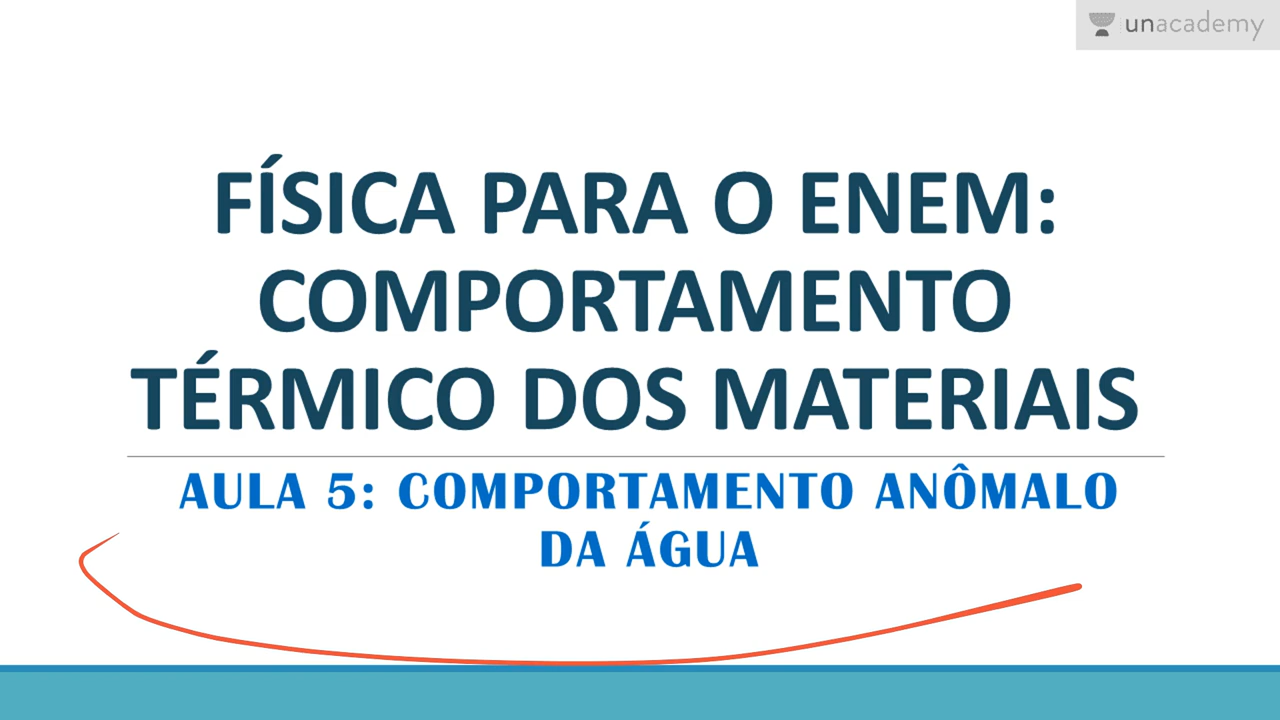 unacademy
FÍSICA PARA O ENEM:
COMPORTAMENTO
TÉRMICO DOS MATERIAIS
AULA 5: COMPORTAMENTO ANÔMALO
DA ÁGUA